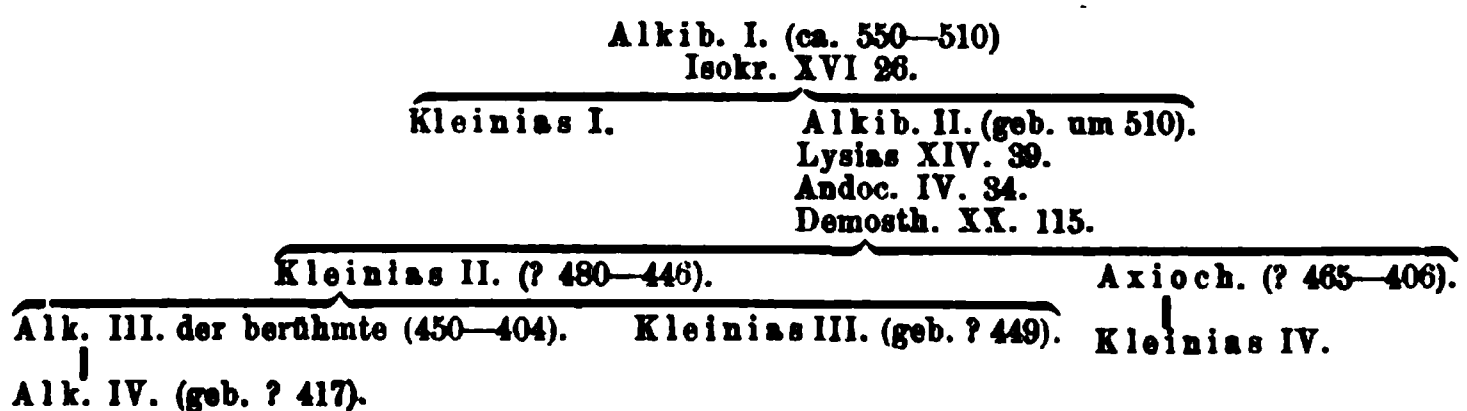 Alkib. I. (ca. 550—510)
Isokr. XVI 26.
Kleinias I. Alkib. II. (geb. um 510).
Lysias XIV. 39.
Andoc. IV. 34.
Demosth. XX. 115.
Kleinias II. (? 480—446). Axioch. (? 465—406).
Alk. III. der berühmte (450—404). Kleinias III. (geb. ? 449). Kleinias IV.
Alk. IV. (geb. ? 417).